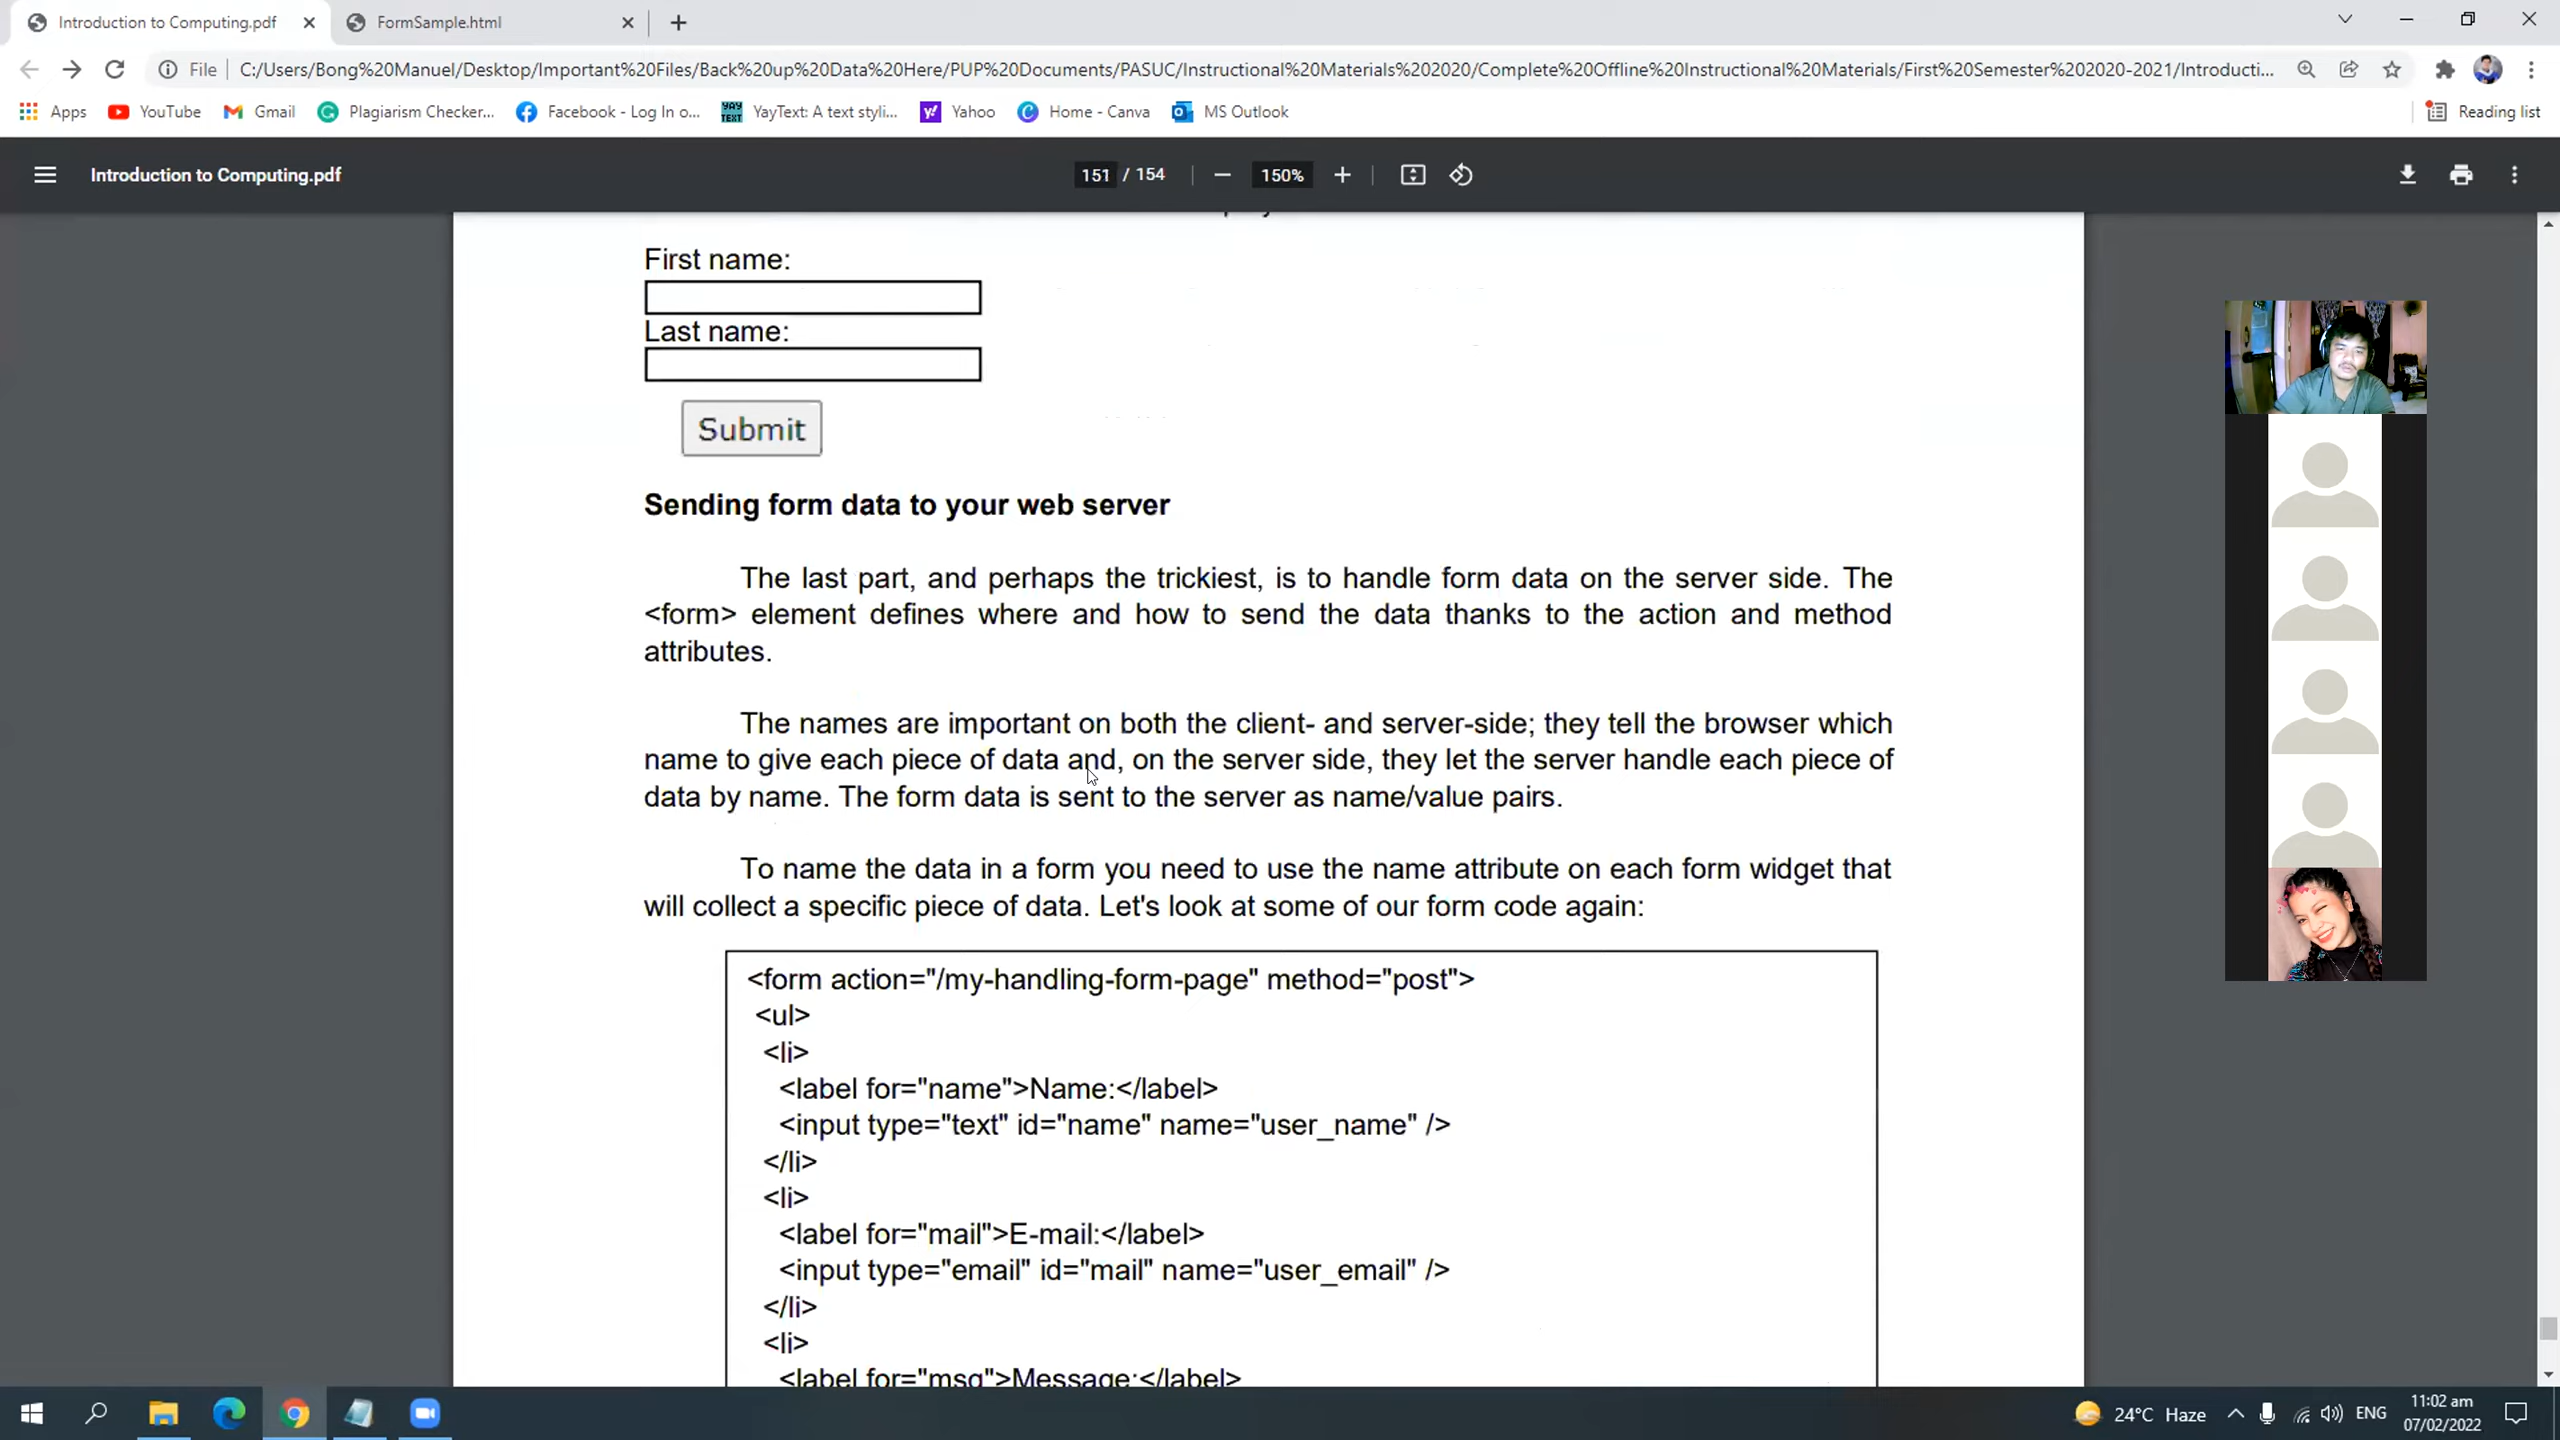 Introduction to Computing.pdf
FormSample.html
File
C:/Users/Bong%20Manuel/Desktop/Important%20Files/Back%20up%20Data%20Here/PUP%20Documents/PASUC/Instructional%20Materials%202020/Complete%20Offline%20Instructional%20Materials/First%20Semester%202020-2021/Introducti...
Apps
YouTube
Gmail
Plagiarism Checker...
Facebook - Log In o...
YAY TEXT
YayText: A text styli...
Yahoo
Home - Canva
MS Outlook
Reading list
Introduction to Computing.pdf
151 / 154
150%
First name:
Last name:
Submit
Sending form data to your web server
The last part, and perhaps the trickiest, is to handle form data on the server side. The
<form> element defines where and how to send the data thanks to the action and method
attributes.
The names are important on both the client- and server-side; they tell the browser which
name to give each piece of data and, on the server side, they let the server handle each piece of
data by name. The form data is sent to the server as name/value pairs.
To name the data in a form you need to use the name attribute on each form widget that
will collect a specific piece of data. Let's look at some of our form code again:
<form action="/my-handling-form-page" method="post">
<ul>
<li>
<label for="name">Name:</label>
<input type="text" id="name" name="user_name" />
</li>
<li>
<label for="mail">E-mail:</label>
<input type="email" id="mail" name="user_email" />
</li>
<li>
<label for="msg">Message:</label>
24°C Haze
ENG
11:02 am
07/02/2022